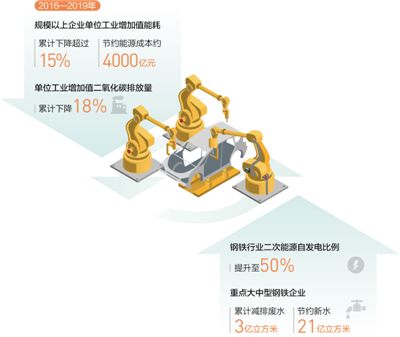 2016—2019年
规模以上企业单位工业增加值能耗
累计下降超过 节约能源成本约
15% 4000亿元
单位工业增加值二氧化碳排放量
累计下降18%
钢铁行业二次能源自发电比例
提升至50%
重点大中型钢铁企业
累计减排废水 节约新水
3亿立方米 21亿立方米